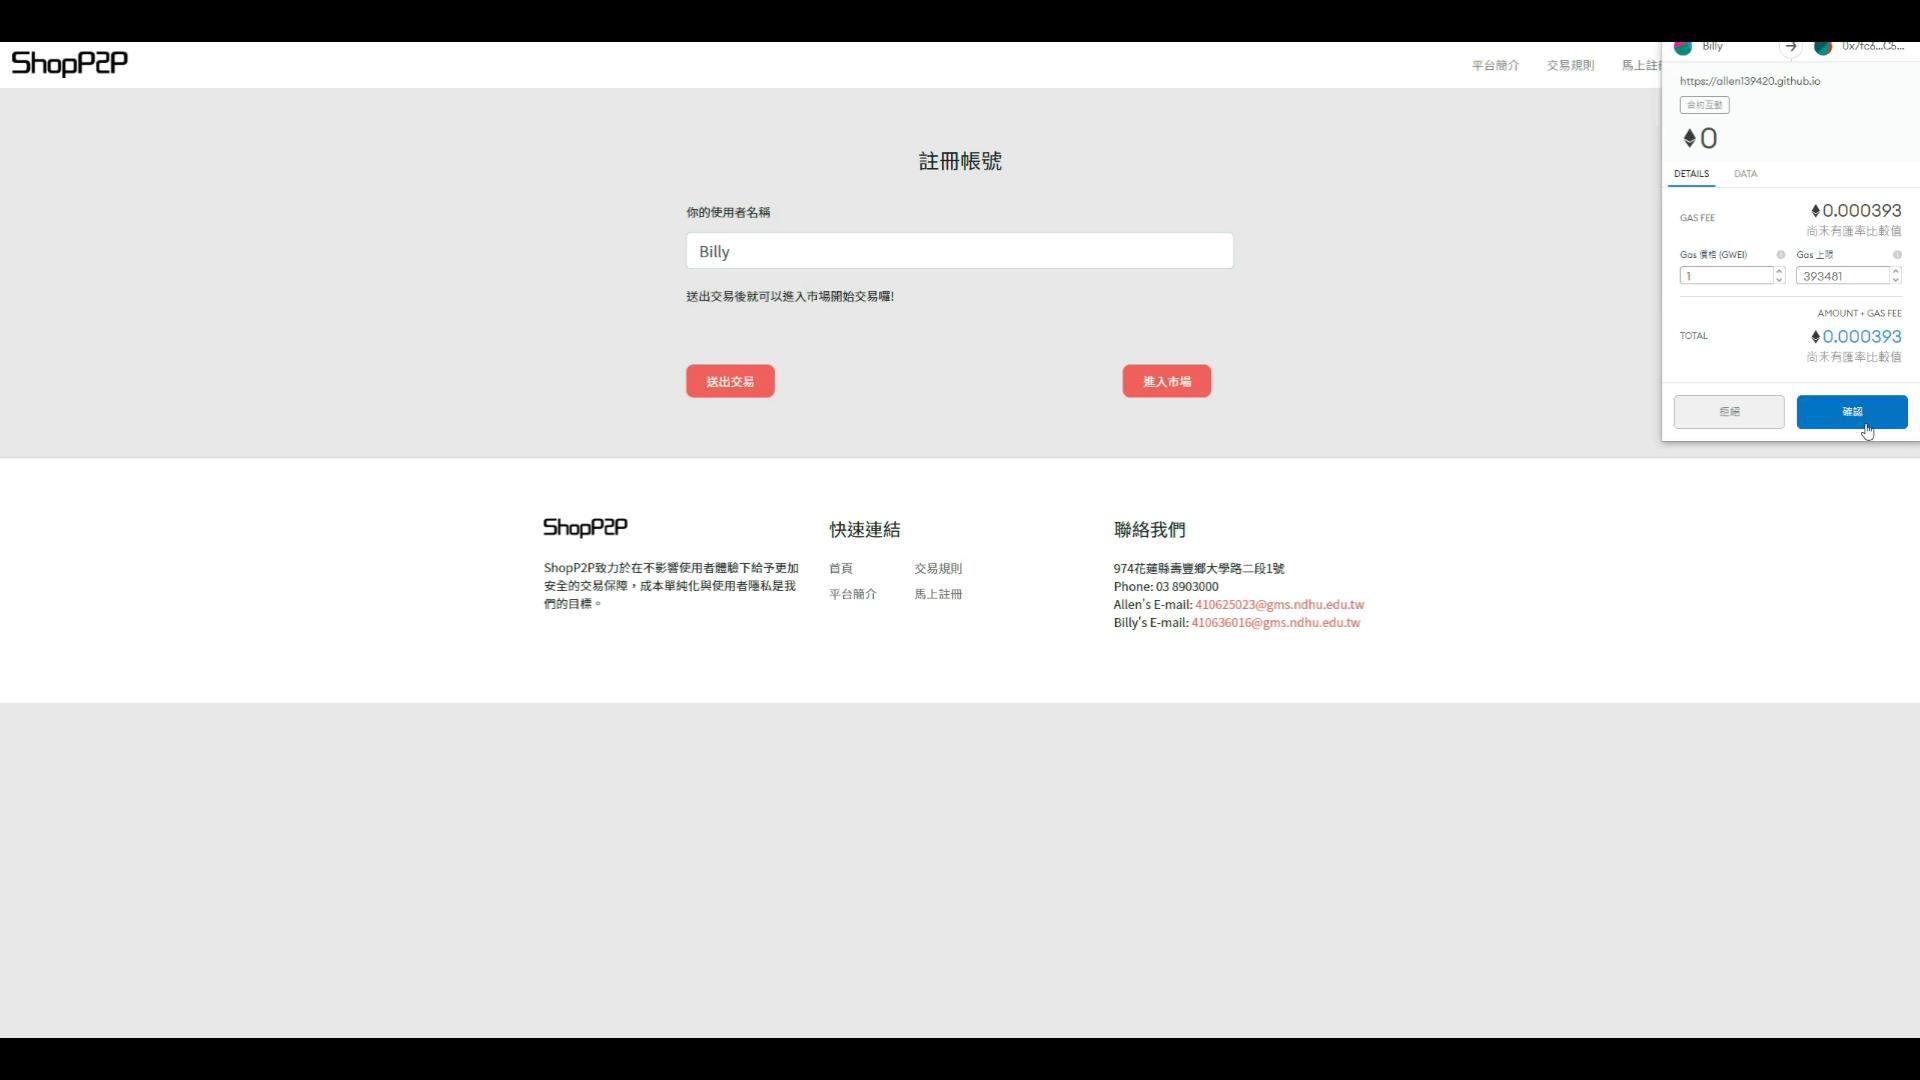 ShopP2P
平台簡介 交易規則 馬上註
註冊帳號
你的使用者名稱
Billy
送出交易後就可以進入市場開始交易囉!
送出交易 進入市場
Billy 0x7fc6...C5...
https://allen139420.github.io
合約互動
0
DETAILS DATA
GAS FEE 0.000393
尚未有匯率比較值
Gas 價格 (GWEI) Gas 上限
1 393481
AMOUNT + GAS FEE
TOTAL 0.000393
尚未有匯率比較值
拒絕 確認
ShopP2P
ShopP2P致力於在不影響使用者體驗下給予更加
安全的交易保障，成本單純化與使用者隱私是我
們的目標。
快速連結
首頁 交易規則
平台簡介 馬上註冊
聯絡我們
974花蓮縣壽豐鄉大學路二段1號
Phone: 03 8903000
Allen's E-mail: 410625023@gms.ndhu.edu.tw
Billy's E-mail: 410636016@gms.ndhu.edu.tw